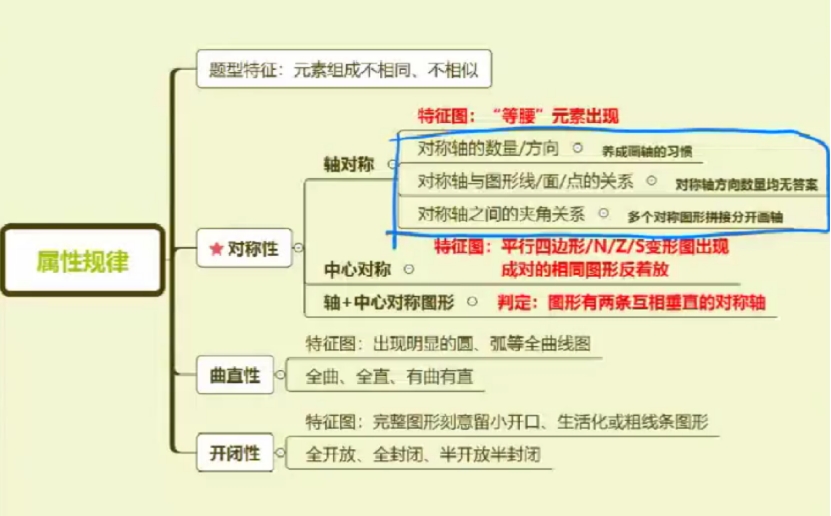 属性规律
题型特征：元素组成不相同、不相似
★对称性
轴对称
特征图：“等腰”元素出现
对称轴的数量/方向 养成画轴的习惯
对称轴与图形线/面/点的关系 对称轴方向数量均无答案
对称轴之间的夹角关系 多个对称图形拼接分开画轴
中心对称
特征图：平行四边形/N/Z/S变形图出现
成对的相同图形反着放
轴+中心对称图形 判定：图形有两条互相垂直的对称轴
曲直性
特征图：出现明显的圆、弧等全曲线图
全曲、全直、有曲有直
开闭性
特征图：完整图形刻意留小开口、生活化或粗线条图形
全开放、全封闭、半开放半封闭